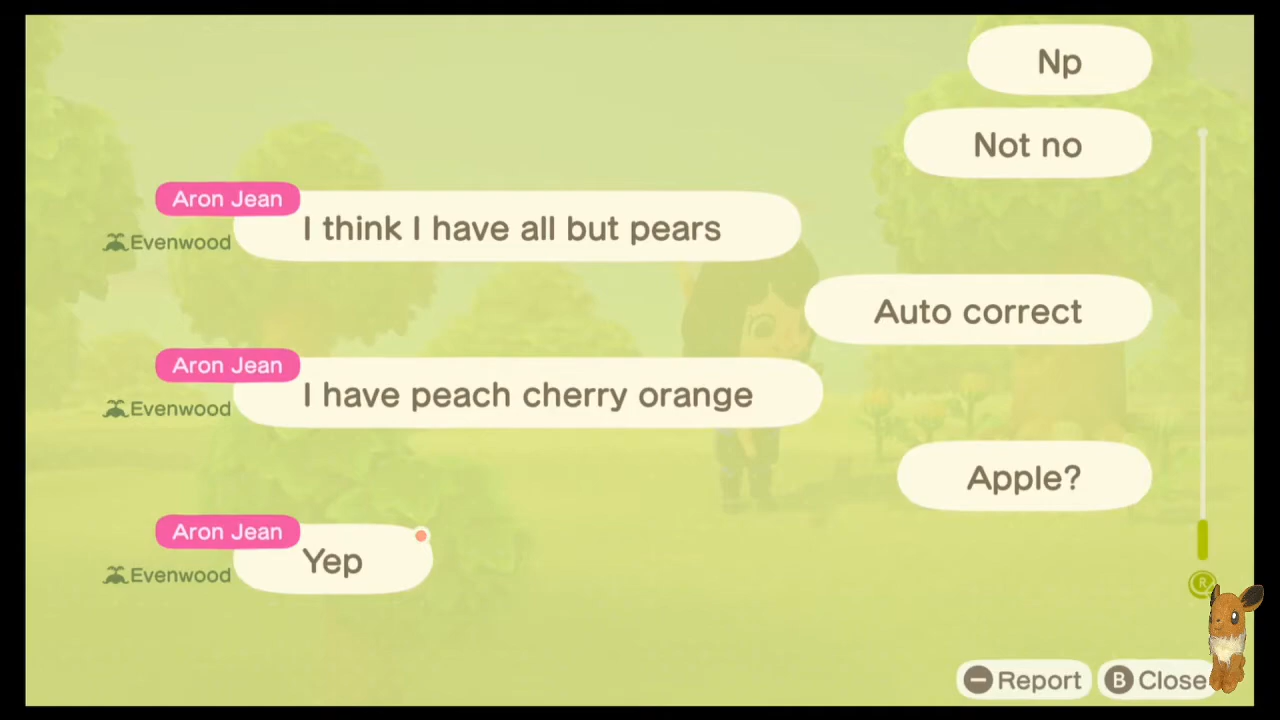 Np
Not no
Aron Jean
I think I have all but pears
Evenwood
Auto correct
Aron Jean
I have peach cherry orange
Evenwood
Apple?
Aron Jean
Yep
Evenwood
R
Report
B Close